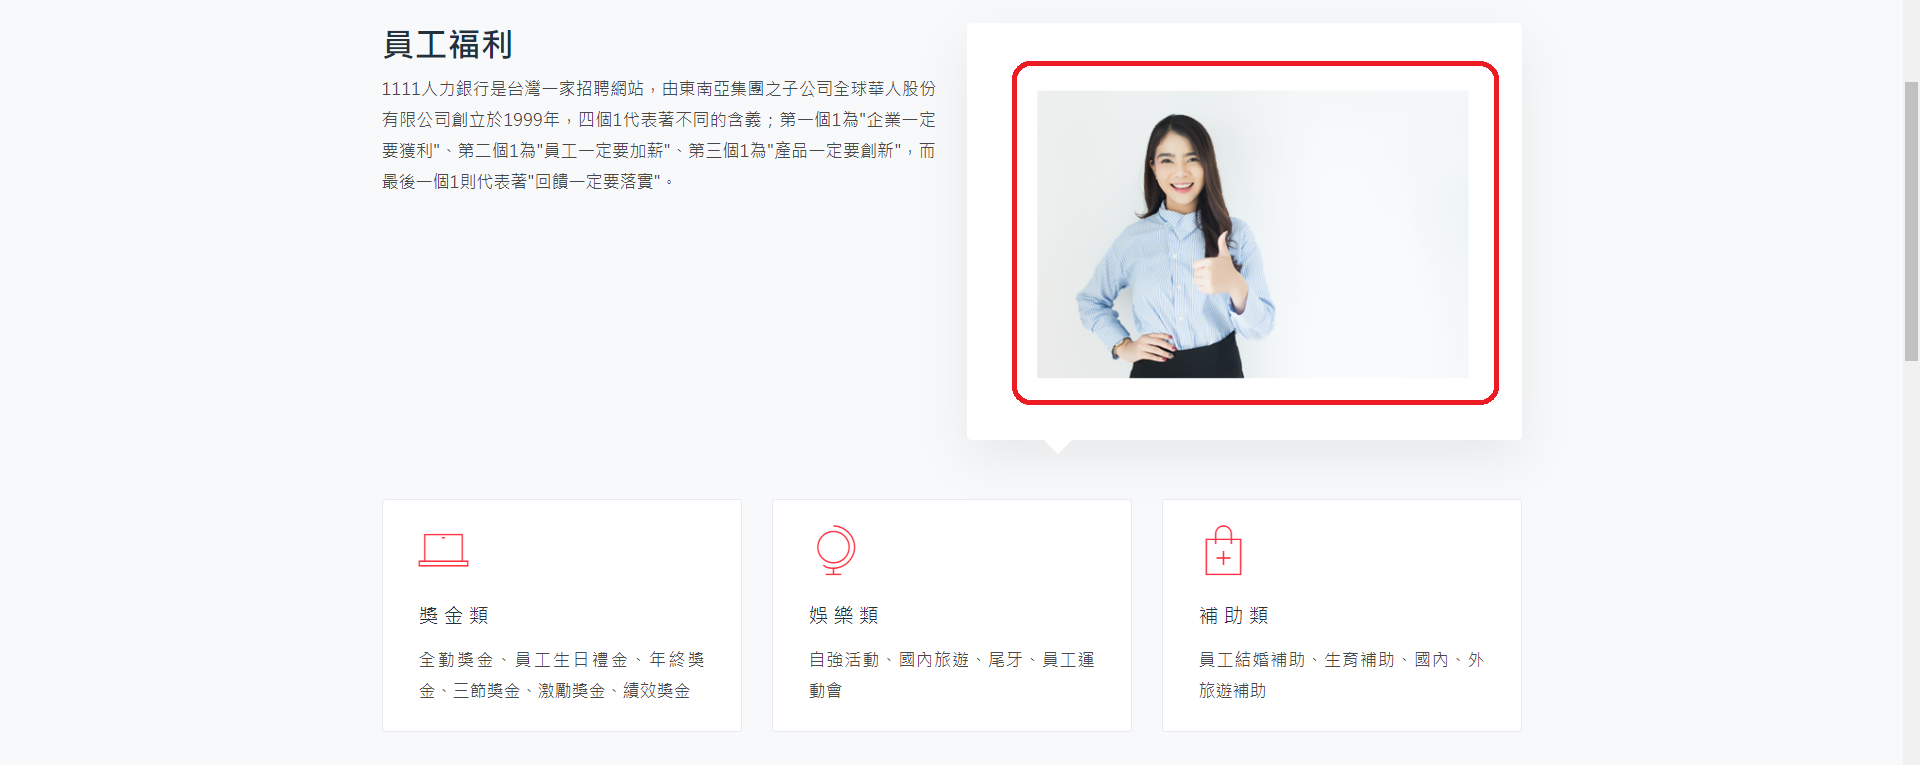 員工福利
1111人力銀行是台灣一家招聘網站，由東南亞集團之子公司全球華人股份
有限公司創立於1999年，四個1代表著不同的含義；第一個1為"企業一定
要獲利"、第二個1為"員工一定要加薪"、第三個1為"產品一定要創新"，而
最後一個1則代表著"回饋一定要落實"。
獎金類
全勤獎金、員工生日禮金、年終獎
金、三節獎金、激勵獎金、績效獎金
娛樂類
自強活動、國內旅遊、尾牙、員工運
動會
補助類
員工結婚補助、生育補助、國內、外
旅遊補助